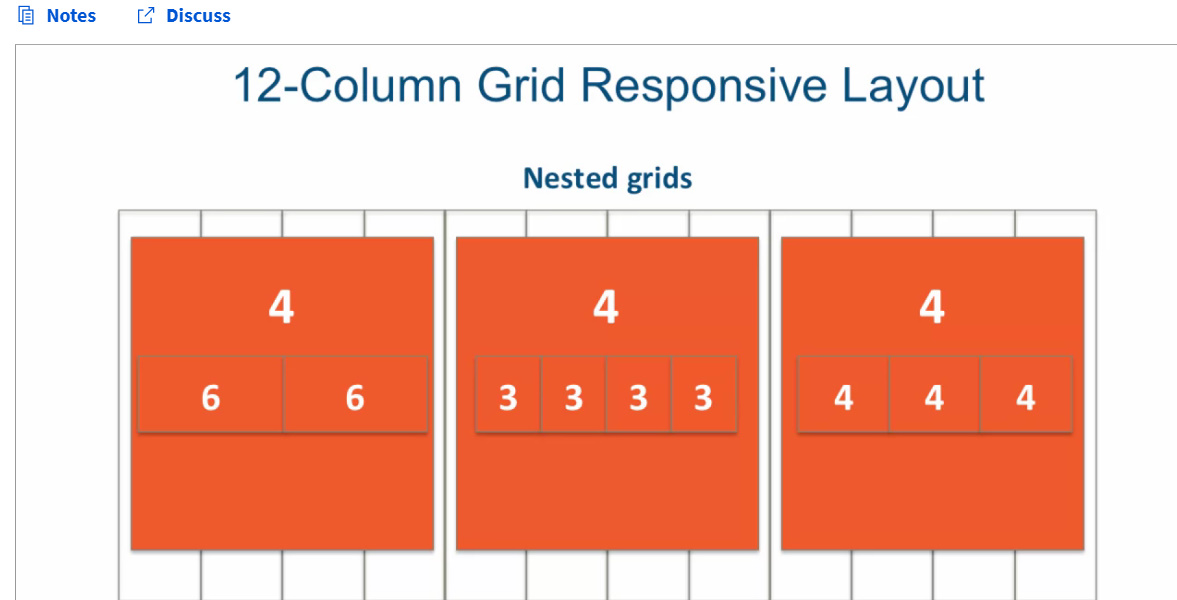 Notes Discuss
12-Column Grid Responsive Layout
Nested grids
4 4 4
6 6 3 3 3 3 4 4 4